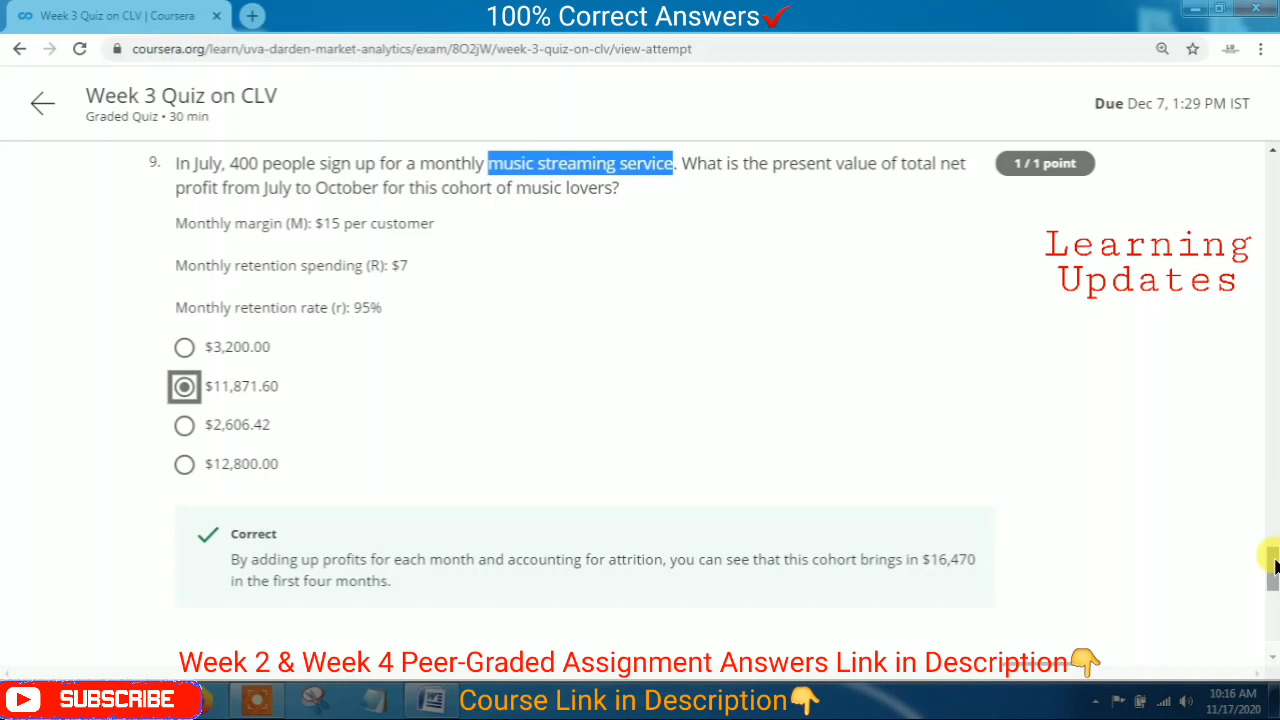 Week 3 Quiz on CLV | Coursera
100% Correct Answers
coursera.org/learn/uva-darden-market-analytics/exam/8O2jW/week-3-quiz-on-clv/view-attempt
Week 3 Quiz on CLV
Graded Quiz • 30 min
Due Dec 7, 1:29 PM IST
9. In July, 400 people sign up for a monthly music streaming service. What is the present value of total net
1 / 1 point
profit from July to October for this cohort of music lovers?
Monthly margin (M): $15 per customer
Learning
Updates
Monthly retention spending (R): $7
Monthly retention rate (r): 95%
$3,200.00
$11,871.60
$2,606.42
$12,800.00
Correct
By adding up profits for each month and accounting for attrition, you can see that this cohort brings in $16,470
in the first four months.
Week 2 & Week 4 Peer-Graded Assignment Answers Link in Description
SUBSCRIBE
Course Link in Description
10:16 AM
11/17/2020